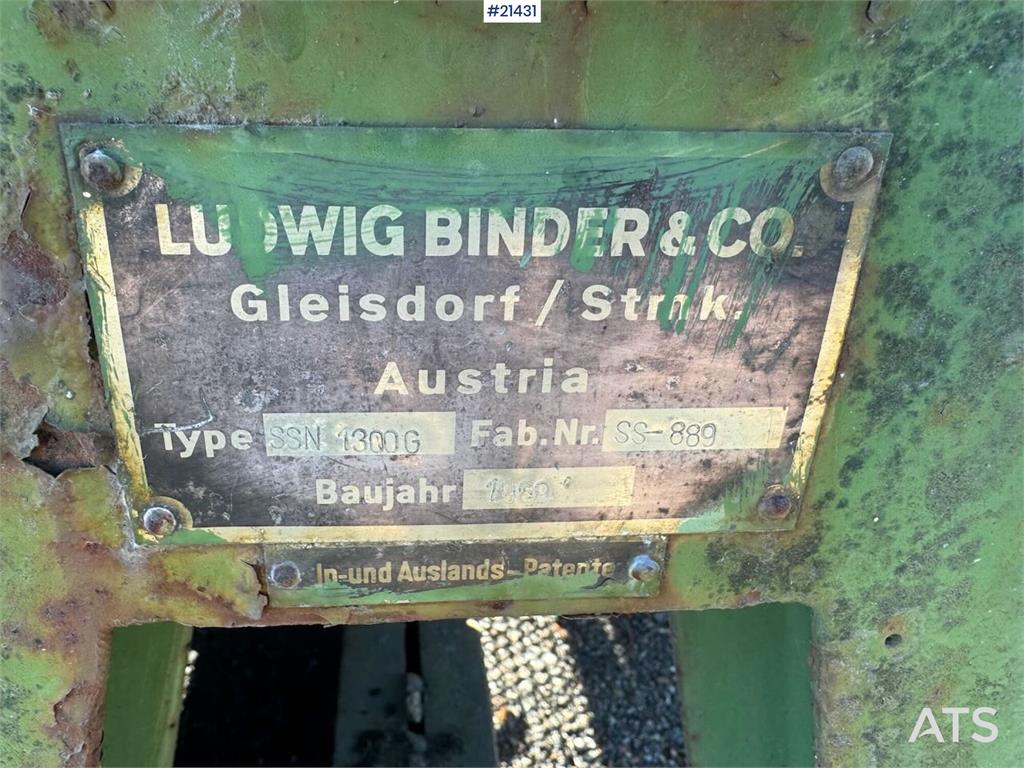 #21431
LUDWIG BINDER & CO.
Gleisdorf / Stmk.
Austria
Type SSN 1300G Fab. Nr. SS-889
Baujahr
In-und Auslands-Patente
ATS